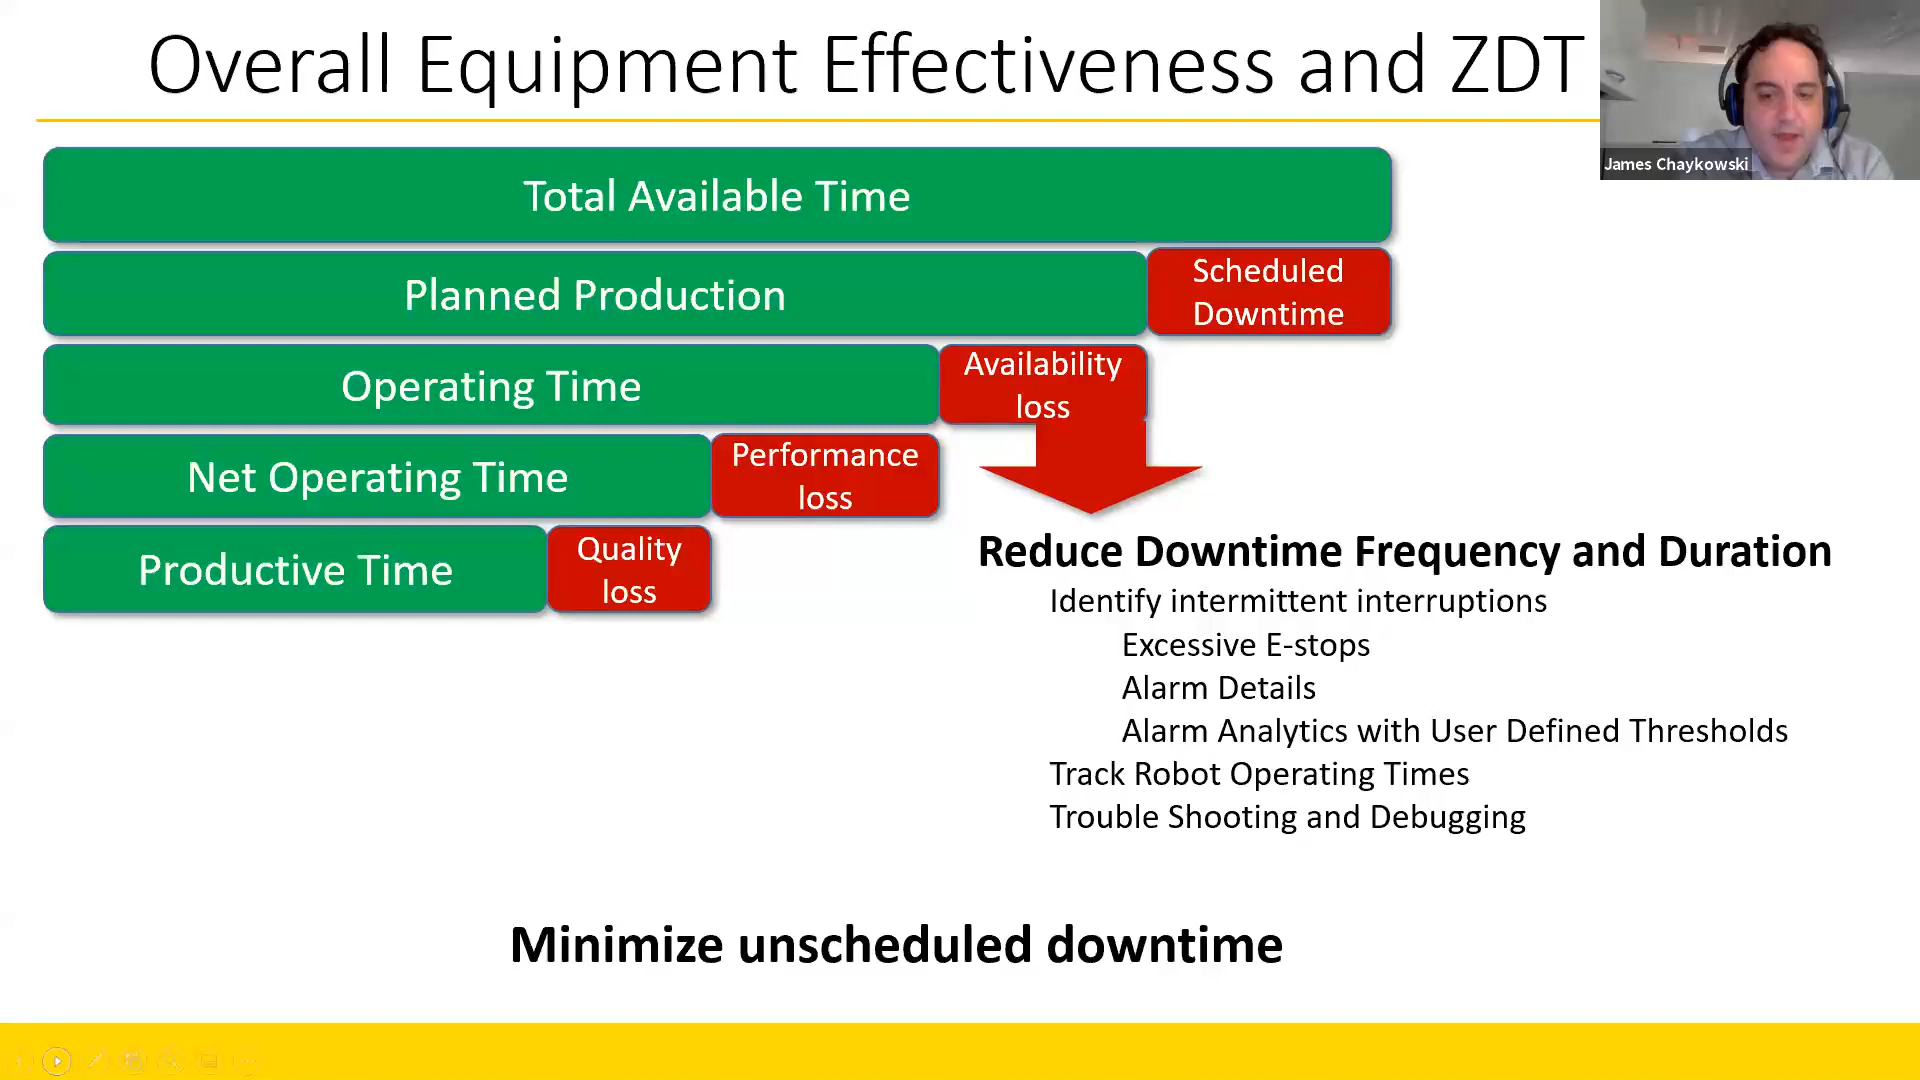 Overall Equipment Effectiveness and ZDT
James Chaykowski
Total Available Time
Planned Production
Scheduled
Downtime
Operating Time
Availability
loss
Net Operating Time
Performance
loss
Productive Time
Quality
loss
Reduce Downtime Frequency and Duration
Identify intermittent interruptions
Excessive E-stops
Alarm Details
Alarm Analytics with User Defined Thresholds
Track Robot Operating Times
Trouble Shooting and Debugging
Minimize unscheduled downtime